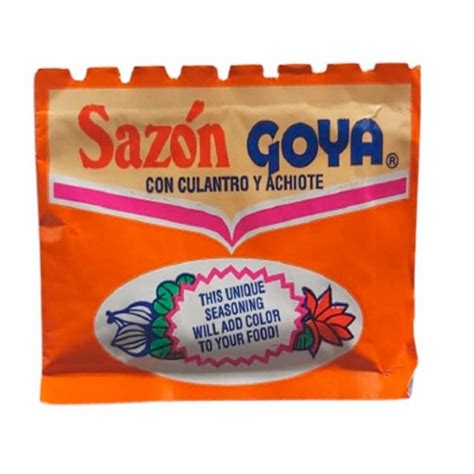 Sazón GOYA®
CON CULANTRO Y ACHIOTE
THIS UNIQUE
SEASONING
WILL ADD COLOR
TO YOUR FOOD!